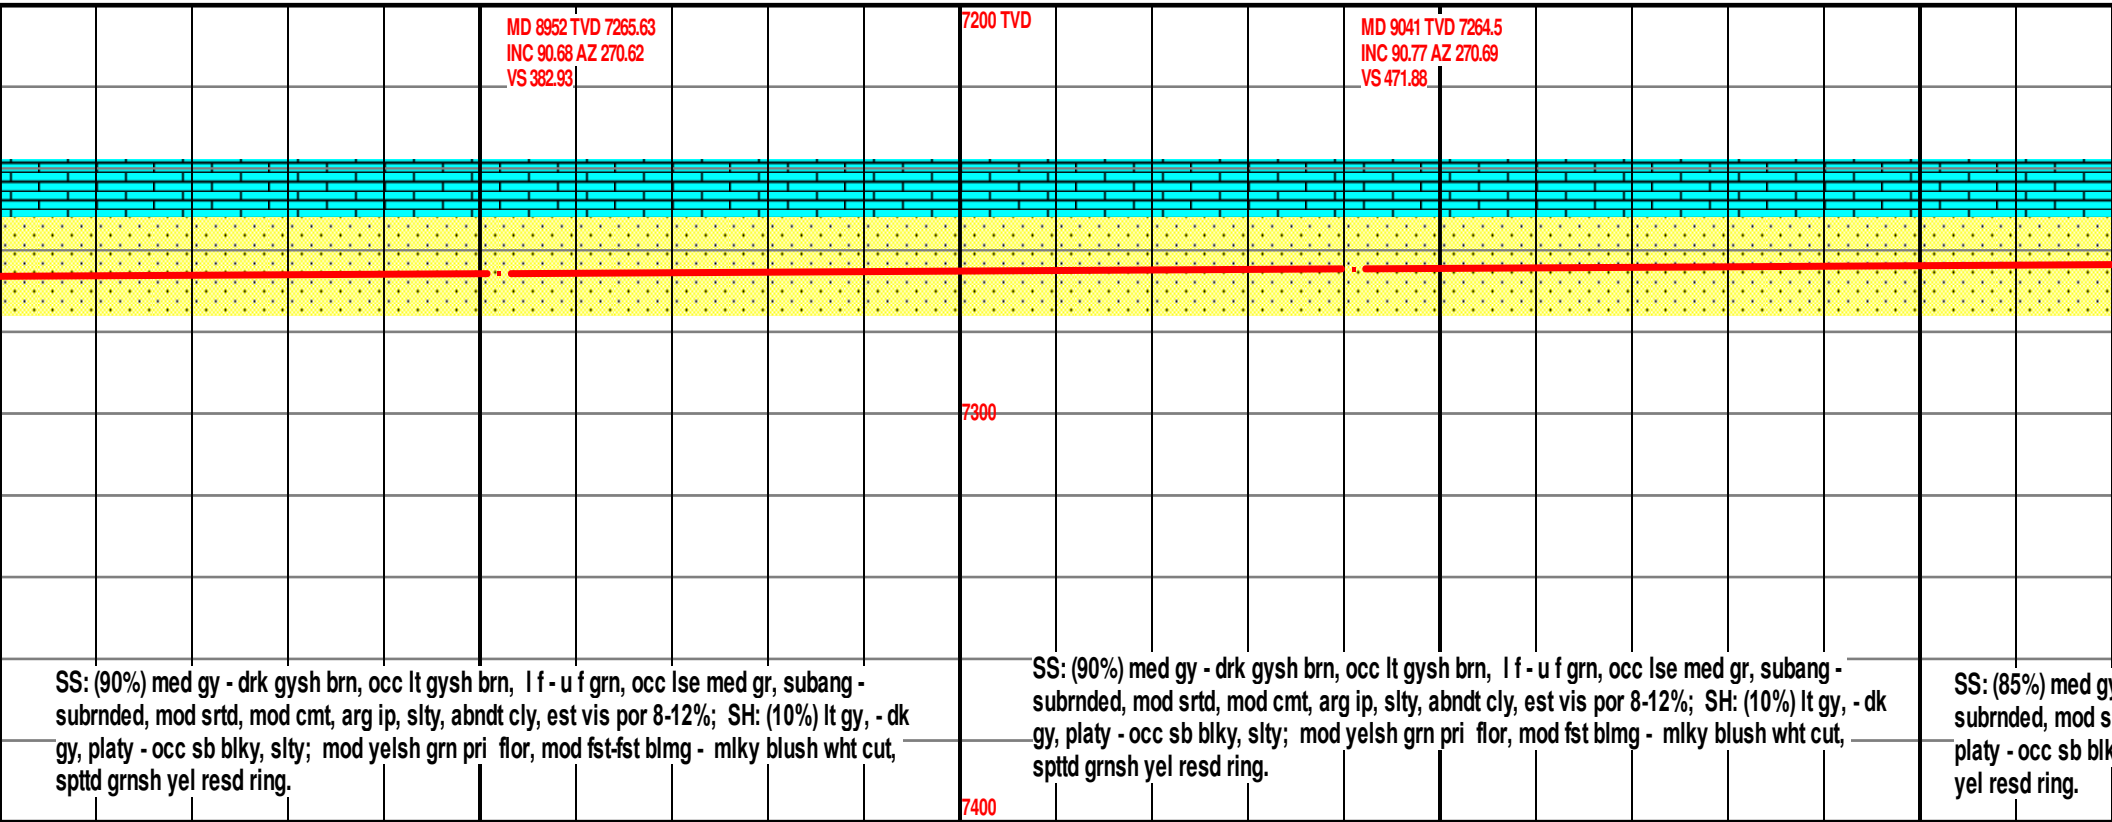 MD 8952 TVD 7265.63
INC 90.68 AZ 270.62
VS 382.93
7200 TVD
MD 9041 TVD 7264.5
INC 90.77 AZ 270.69
VS 471.88
7300
SS: (90%) med gy - drk gysh brn, occ lt gysh brn, l f - u f grn, occ lse med gr, subang -
subrnded, mod srtd, mod cmt, arg ip, slty, abndt cly, est vis por 8-12%; SH: (10%) lt gy, - dk
gy, platy - occ sb blky, slty; mod yelsh grn pri flor, mod fst-fst blmg - mlky blush wht cut,
spttd grnsh yel resd ring.
SS: (90%) med gy - drk gysh brn, occ lt gysh brn, l f - u f grn, occ lse med gr, subang -
subrnded, mod srtd, mod cmt, arg ip, slty, abndt cly, est vis por 8-12%; SH: (10%) lt gy, - dk
gy, platy - occ sb blky, slty; mod yelsh grn pri flor, mod fst blmg - mlky blush wht cut,
spttd grnsh yel resd ring.
SS: (85%) med gy
subrnded, mod s
platy - occ sb blk
yel resd ring.
7400